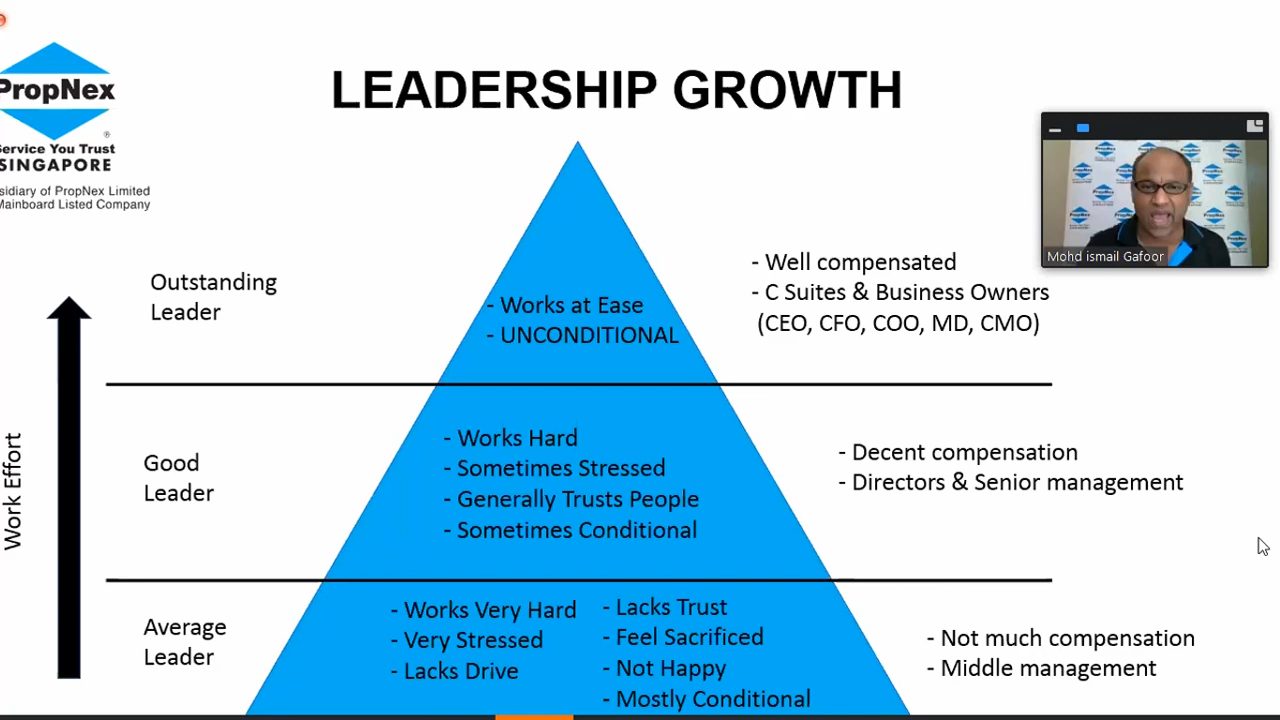 PropNex
Service You Trust
SINGAPORE
sidiary of PropNex Limited
Mainboard Listed Company
LEADERSHIP GROWTH
Mohd ismail Gafoor
Work Effort
Outstanding
Leader
- Works at Ease
- UNCONDITIONAL
- Well compensated
- C Suites & Business Owners
(CEO, CFO, COO, MD, CMO)
Good
Leader
- Works Hard
- Sometimes Stressed
- Generally Trusts People
- Sometimes Conditional
- Decent compensation
- Directors & Senior management
Average
Leader
- Works Very Hard
- Very Stressed
- Lacks Drive
- Lacks Trust
- Feel Sacrificed
- Not Happy
- Mostly Conditional
- Not much compensation
- Middle management